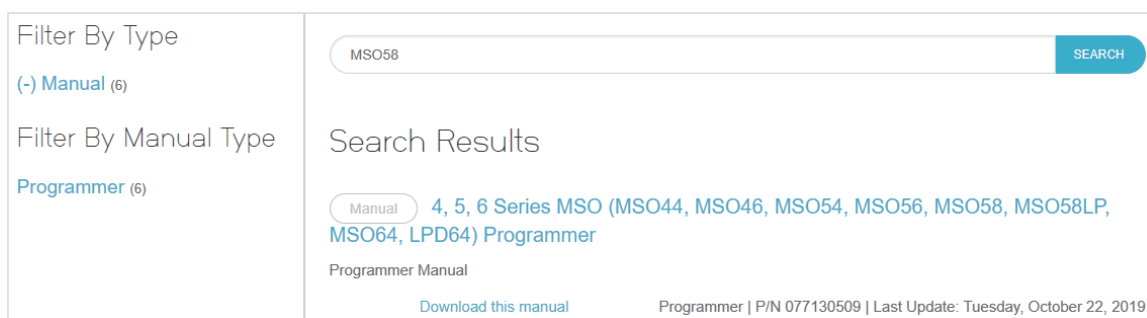 Filter By Type
(-) Manual (6)
Filter By Manual Type
Programmer (6)
MSO58
SEARCH
Search Results
Manual 4, 5, 6 Series MSO (MSO44, MSO46, MSO54, MSO56, MSO58, MSO58LP,
MSO64, LPD64) Programmer
Programmer Manual
Download this manual Programmer | P/N 077130509 | Last Update: Tuesday, October 22, 2019